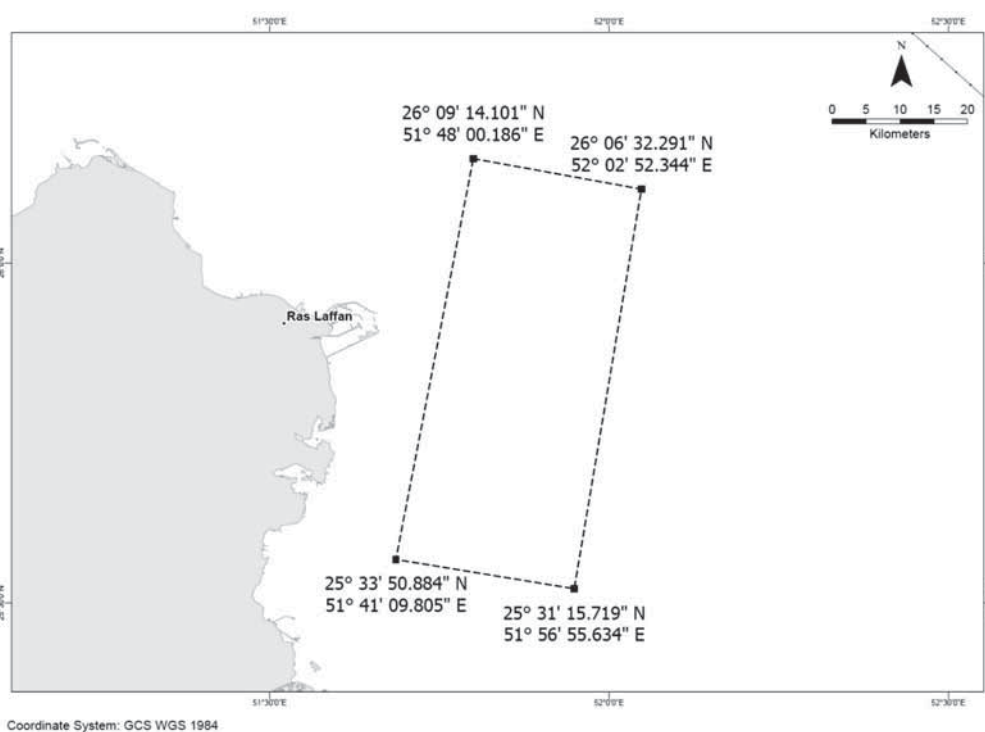 51°30'0"E
52°0'0"E
52°30'0"E
N
0 5 10 15 20
Kilometers
26° 09' 14.101" N
51° 48' 00.186" E
26° 06' 32.291" N
52° 02' 52.344" E
Ras Laffan
25° 33' 50.884" N
51° 41' 09.805" E
25° 31' 15.719" N
51° 56' 55.634" E
51°30'0"E
52°0'0"E
52°30'0"E
Coordinate System: GCS WGS 1984